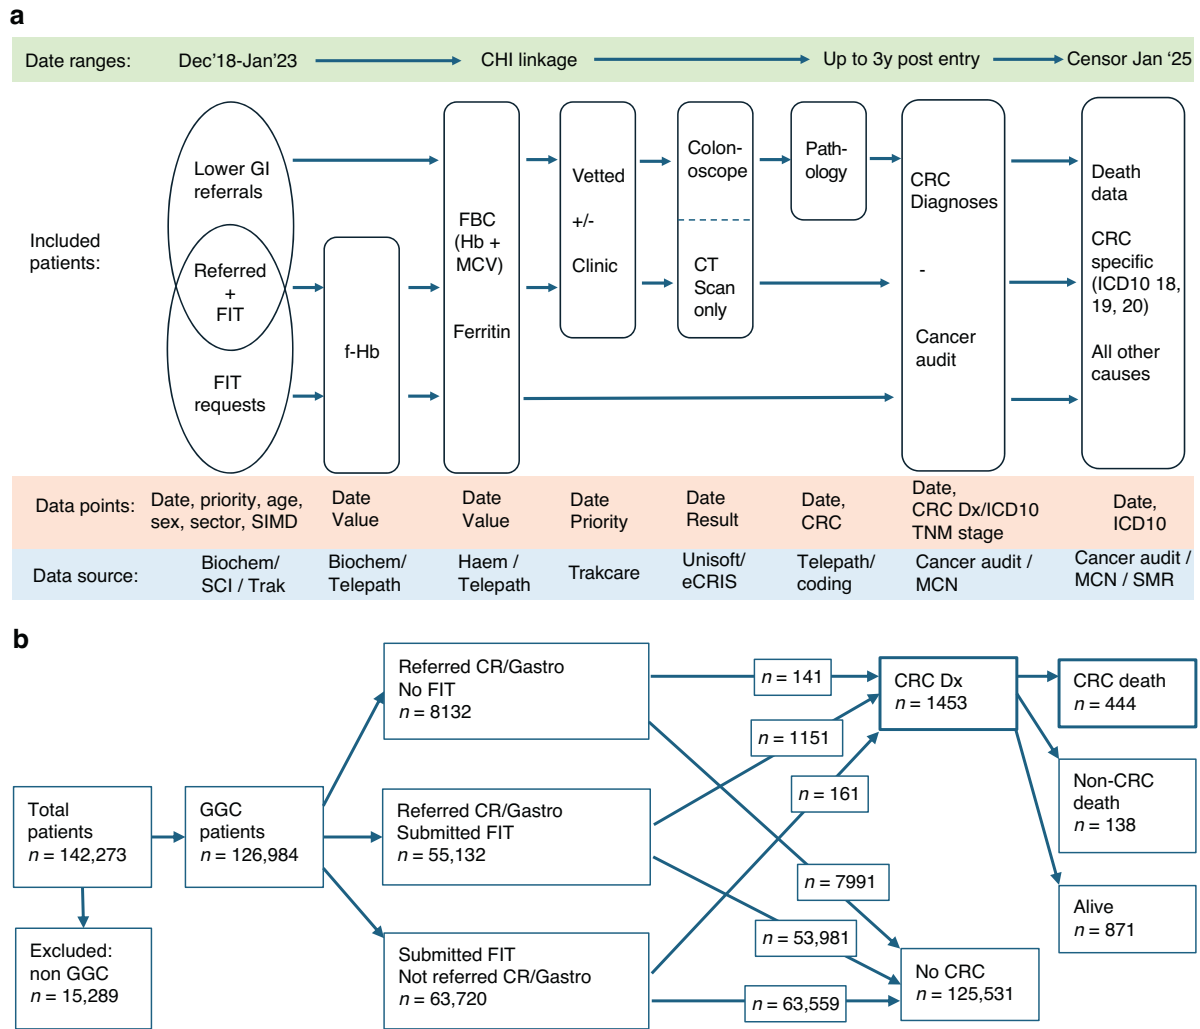 a
Date ranges:
Dec'18-Jan'23
CHI linkage
Up to 3y post entry
Censor Jan '25
Included
patients:
Lower GI
referrals
Referred
+
FIT
FIT
requests
f-Hb
FBC
(Hb +
MCV)
Ferritin
Vetted
+/-
Clinic
Colon-
oscope
CT
Scan
only
Path-
ology
CRC
Diagnoses
-
Cancer
audit
Death
data
CRC
specific
(ICD10 18,
19, 20)
All other
causes
Data points:
Date, priority, age,
sex, sector, SIMD
Date
Value
Date
Value
Date
Priority
Date
Result
Date,
CRC
Date,
CRC Dx/ICD10
TNM stage
Date,
ICD10
Data source:
Biochem/
SCI / Trak
Biochem/
Telepath
Haem /
Telepath
Trakcare
Unisoft/
eCRIS
Telepath/
coding
Cancer audit /
MCN
Cancer audit /
MCN / SMR
b
Total
patients
n = 142,273
Excluded:
non GGC
n = 15,289
GGC
patients
n = 126,984
Referred CR/Gastro
No FIT
n = 8132
Referred CR/Gastro
Submitted FIT
n = 55,132
Submitted FIT
Not referred CR/Gastro
n = 63,720
n = 141
n = 1151
n = 161
n = 7991
n = 53,981
n = 63,559
CRC Dx
n = 1453
No CRC
n = 125,531
CRC death
n = 444
Non-CRC
death
n = 138
Alive
n = 871